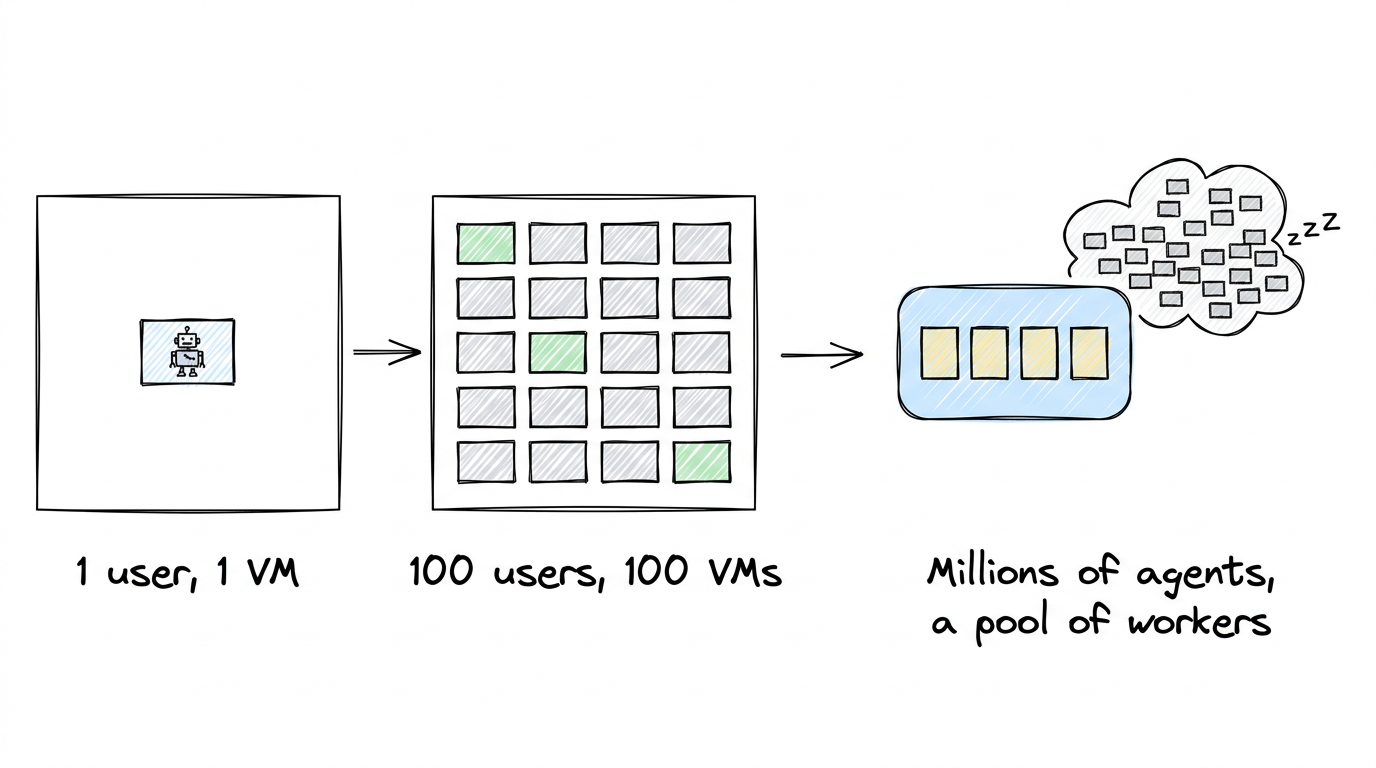 zzZ
1 user, 1 VM
100 users, 100 VMs
Millions of agents,
a pool of workers